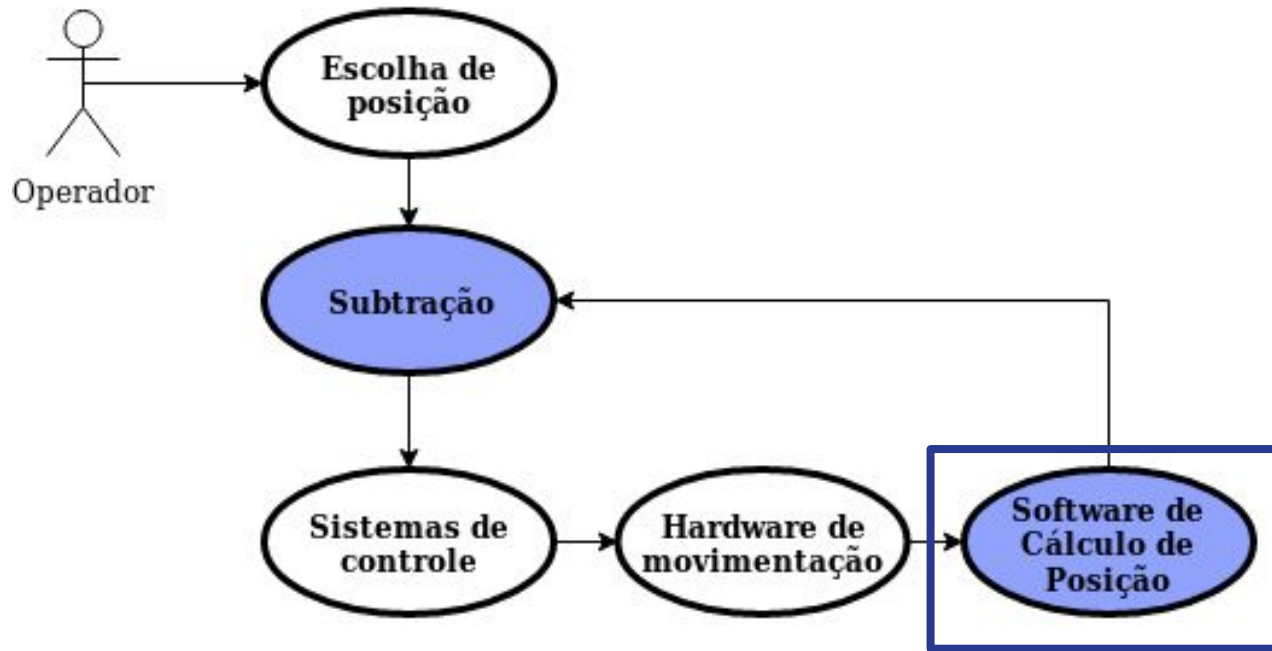 Escolha de
posição
Operador
Subtração
Sistemas de
controle
Hardware de
movimentação
Software de
Cálculo de
Posição